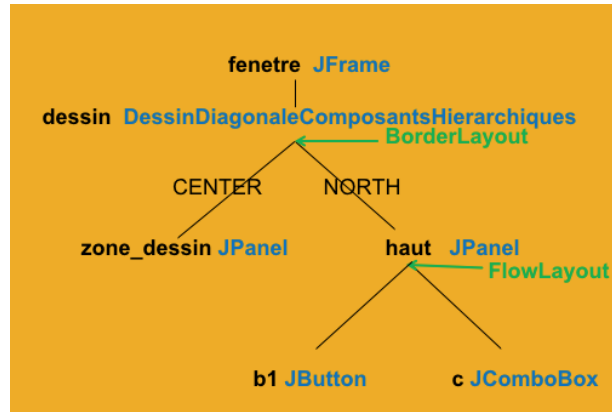 fenetre JFrame
dessin DessinDiagonaleComposantsHierarchiques
BorderLayout
CENTER NORTH
zone_dessin JPanel haut JPanel
FlowLayout
b1 JButton c JComboBox